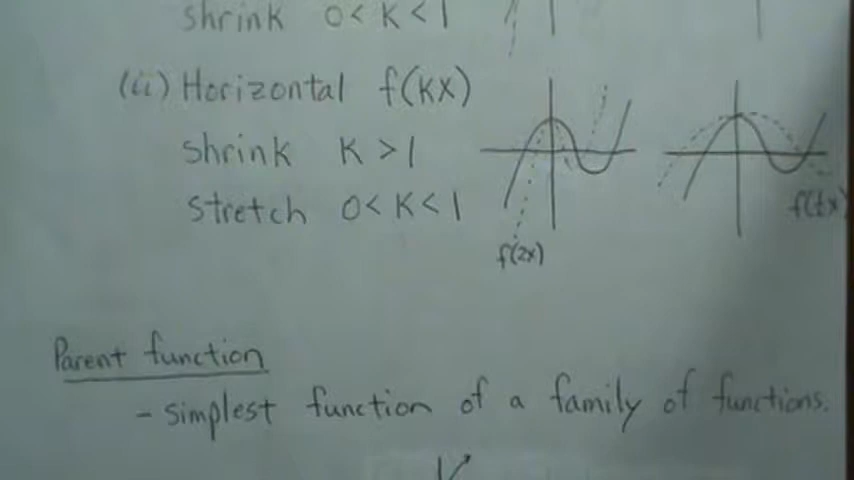 shrink 0 < K < 1
(ii) Horizontal f(KX)
shrink K > 1
stretch 0 < K < 1
f(2x)
Parent function
- simplest function of a family of functions.